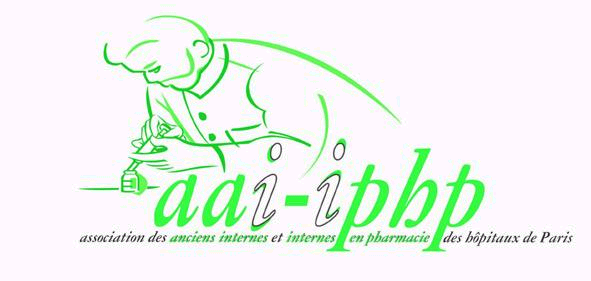 aai-iphp
association des anciens internes et internes en pharmacie des hôpitaux de Paris